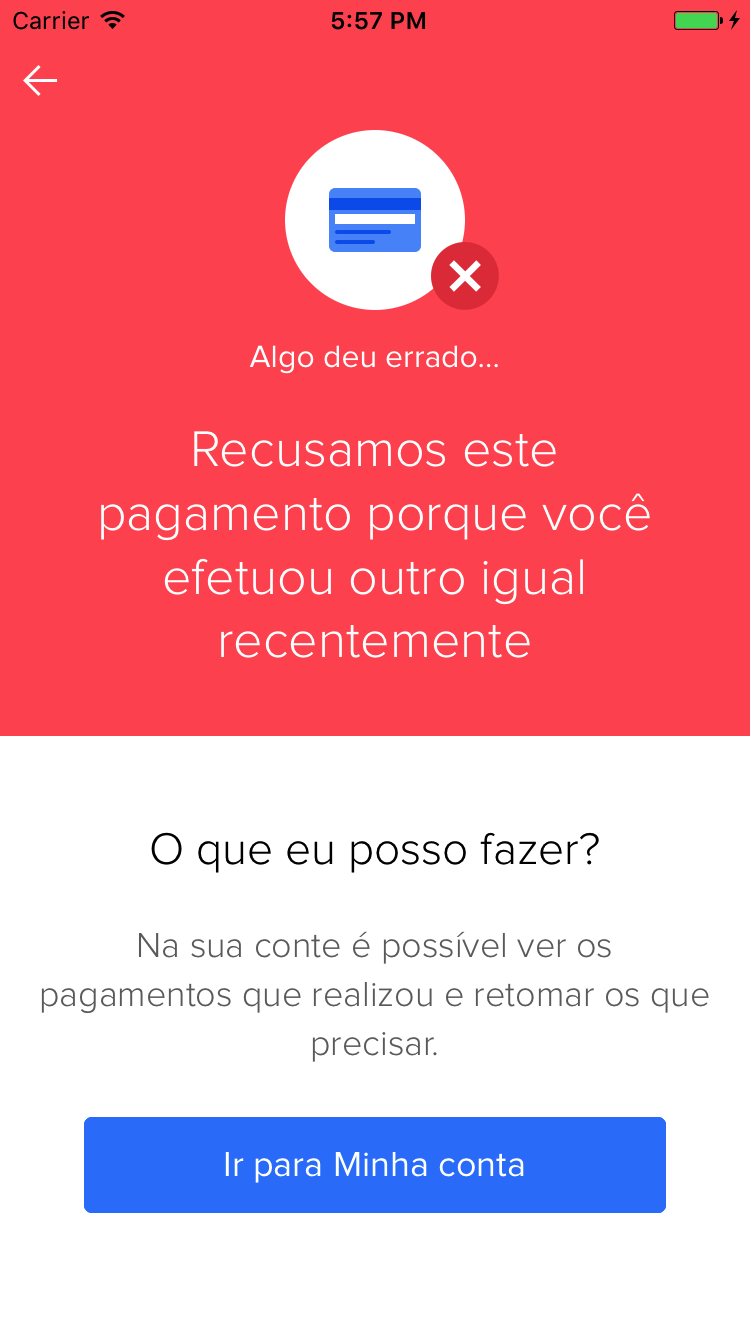 Carrier 5:57 PM
Algo deu errado...
Recusamos este
pagamento porque você
efetuou outro igual
recentemente
O que eu posso fazer?
Na sua conte é possível ver os
pagamentos que realizou e retomar os que
precisar.
Ir para Minha conta